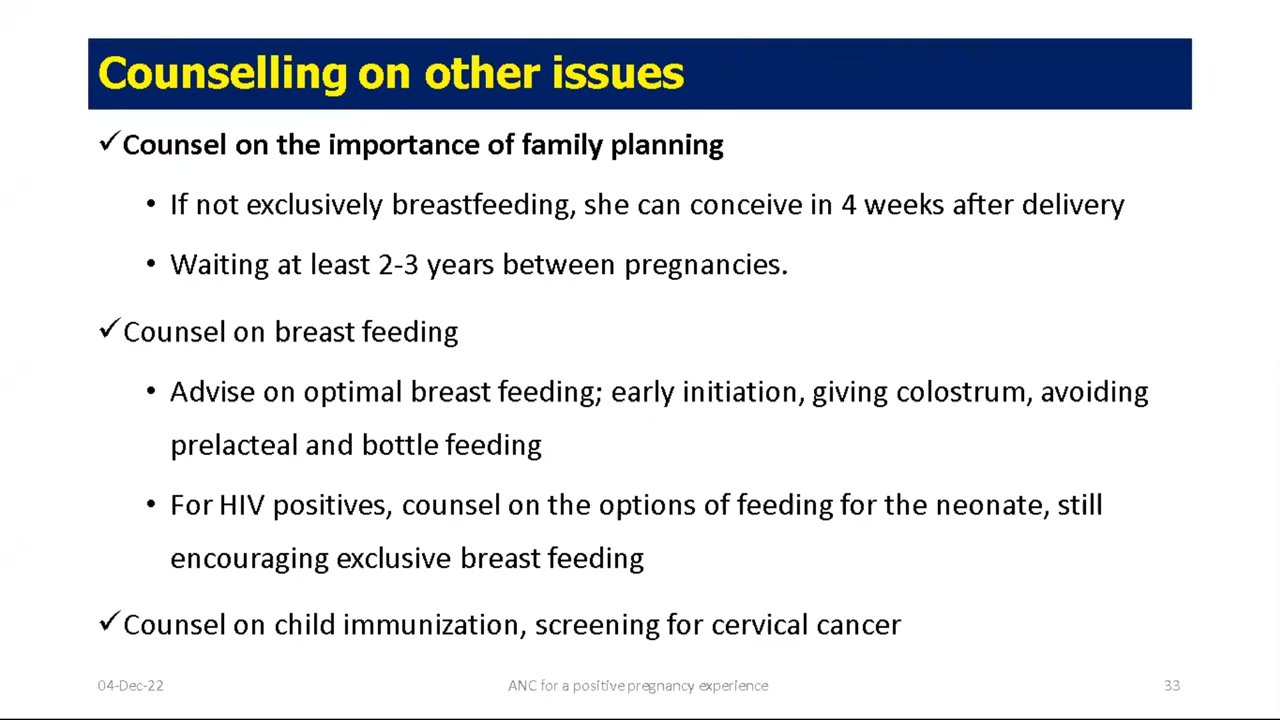 Counselling on other issues
✓Counsel on the importance of family planning
• If not exclusively breastfeeding, she can conceive in 4 weeks after delivery
• Waiting at least 2-3 years between pregnancies.
✓Counsel on breast feeding
• Advise on optimal breast feeding; early initiation, giving colostrum, avoiding
prelacteal and bottle feeding
• For HIV positives, counsel on the options of feeding for the neonate, still
encouraging exclusive breast feeding
✓Counsel on child immunization, screening for cervical cancer
04-Dec-22
ANC for a positive pregnancy experience
33